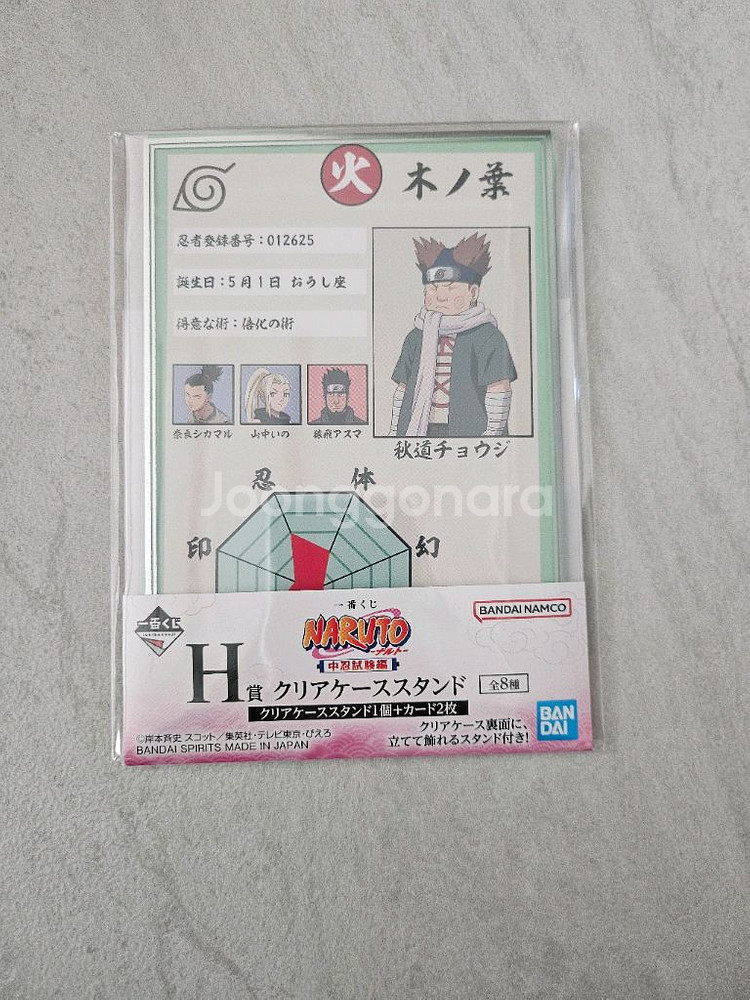 火 木ノ葉
忍者登録番号:012625
誕生日:5月1日 おうし座
得意な術:倍化の術
奈良シカマル
山中いの
猿飛アスマ
秋道チョウジ
忍
体
印
幻
Joonggonara
一番くじ
一番くじ
NARUTO
-ナルト-
中忍試験編
BANDAI NAMCO
H賞 クリアケーススタンド 全8種
クリアケーススタンド1個+カード2枚
クリアケース裏面に、
立てて飾れるスタンド付き!
BAN
DAI
©岸本斉史 スコット/集英社・テレビ東京・ぴえろ
BANDAI SPIRITS MADE IN JAPAN